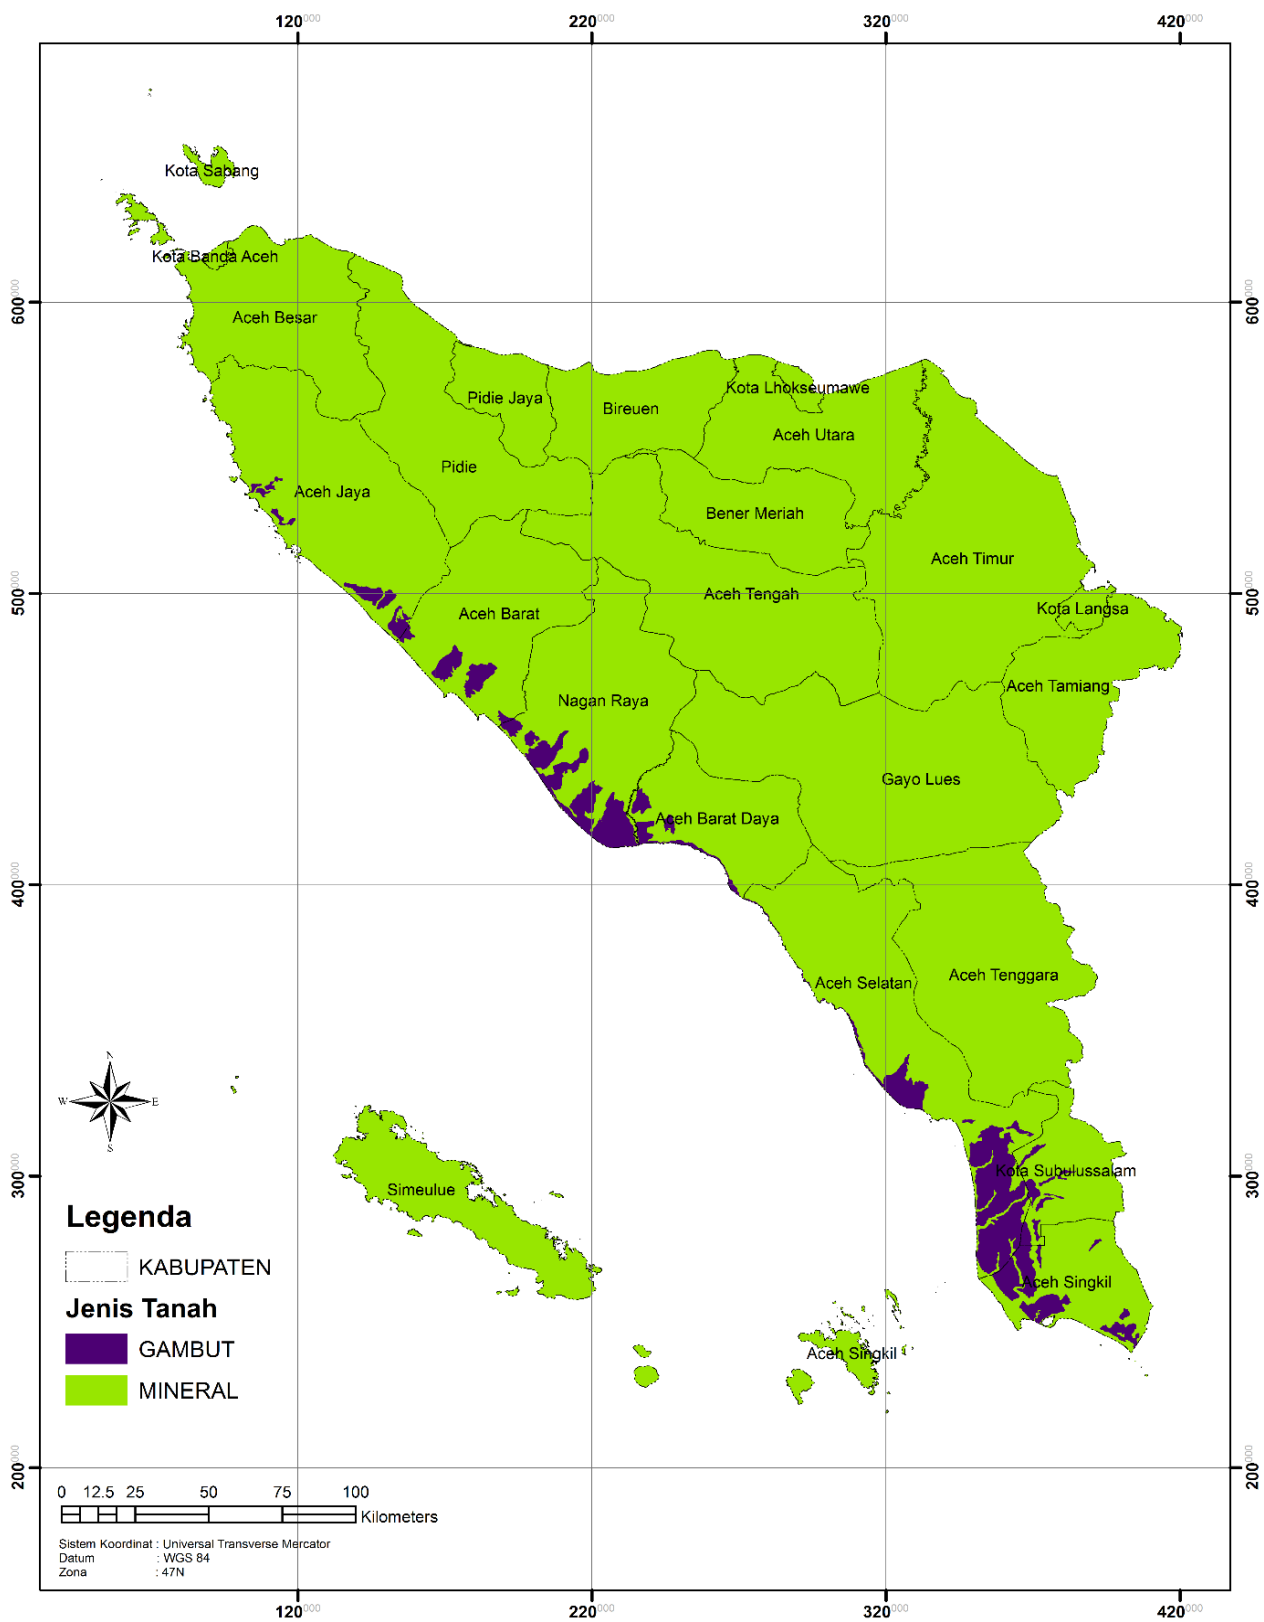 120000 220000 320000 420000
Kota Sabang
Kota Banda Aceh
600000 600000
Aceh Besar
Kota Lhokseumawe
Pidie Jaya
Bireuen
Aceh Utara
Pidie
Aceh Jaya
Bener Meriah
Aceh Timur
500000 500000
Aceh Tengah
Kota Langsa
Aceh Barat
Aceh Tamiang
Nagan Raya
Gayo Lues
Aceh Barat Daya
400000 400000
Aceh Tenggara
Aceh Selatan
N
W E
S
Kota Subulussalam
300000 300000
Simeulue
Legenda
KABUPATEN
Aceh Singkil
Jenis Tanah
GAMBUT
Aceh Singkil
MINERAL
200000 200000
0 12.5 25 50 75 100
Kilometers
Sistem Koordinat : Universal Transverse Mercator
Datum : WGS 84
Zona : 47N
120000 220000 320000 420000